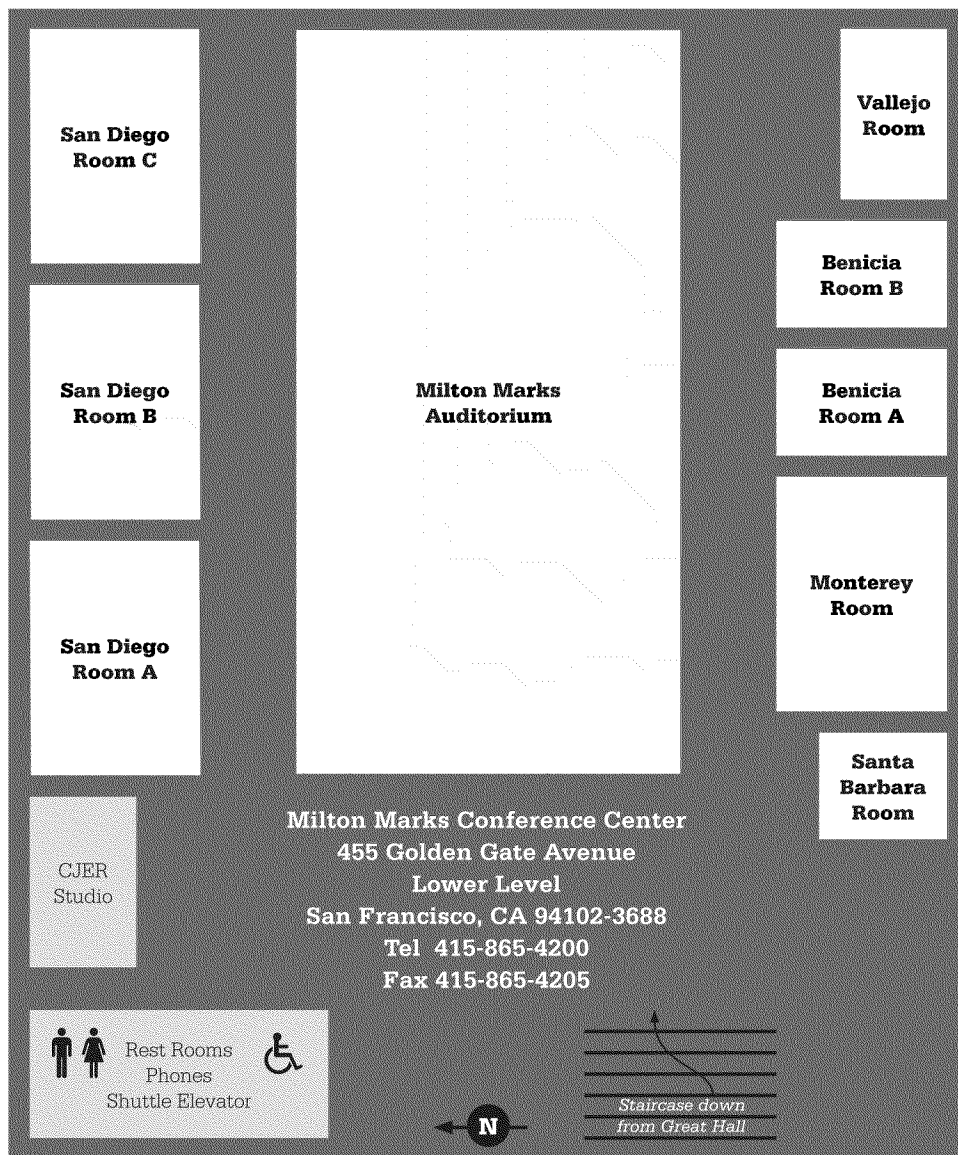 San Diego
Room C
Vallejo
Room
Benicia
Room B
San Diego
Room B
Milton Marks
Auditorium
Benicia
Room A
San Diego
Room A
Monterey
Room
Santa
Barbara
Room
CJER
Studio
Milton Marks Conference Center
455 Golden Gate Avenue
Lower Level
San Francisco, CA 94102-3688
Tel 415-865-4200
Fax 415-865-4205
Rest Rooms
Phones
Shuttle Elevator
N
Staircase down
from Great Hall